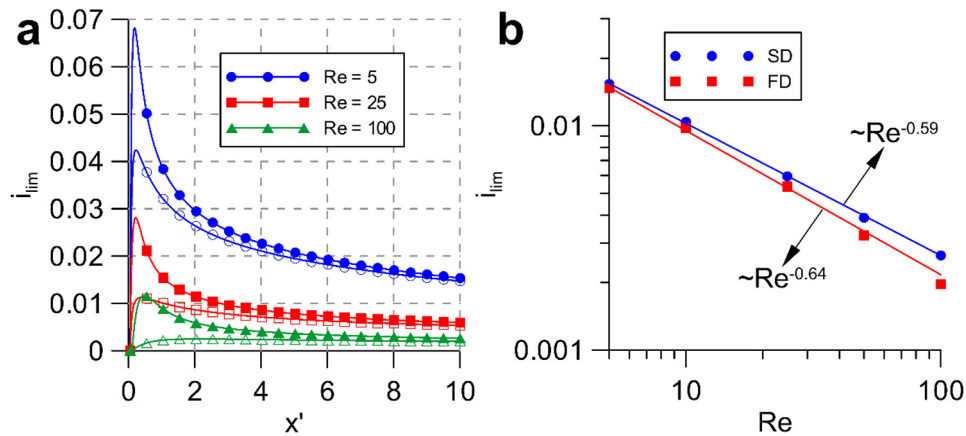 a
0.07
0.06
0.05
0.04
0.03
0.02
0.01
0
i_lim
Re = 5
Re = 25
Re = 100
0 2 4 6 8 10
x'
b
0.01
0.001
i_lim
SD
FD
~Re^-0.59
~Re^-0.64
10 100
Re